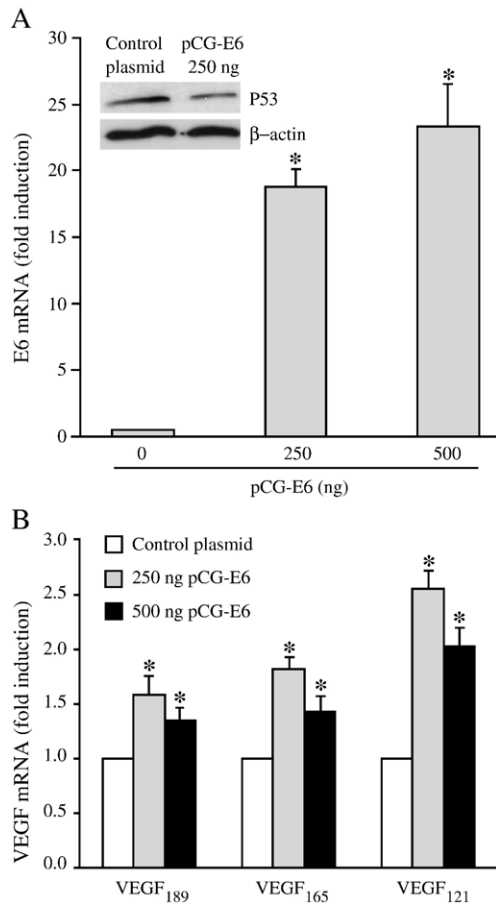 A
Control pCG-E6
plasmid 250 ng
P53
β−actin
E6 mRNA (fold induction)
30
25
20
15
10
5
0
*
*
0 250 500
pCG-E6 (ng)
B
VEGF mRNA (fold induction)
3.0
2.5
2.0
1.5
1.0
0.5
0.0
Control plasmid
250 ng pCG-E6
500 ng pCG-E6
* *
* *
* *
VEGF189 VEGF165 VEGF121